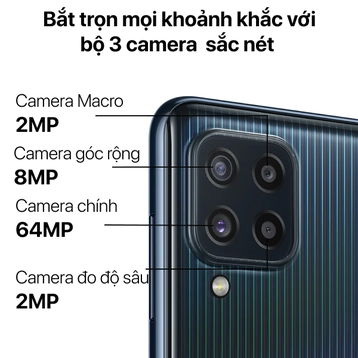 Bắt trọn mọi khoảnh khắc với
bộ 3 camera sắc nét
Camera Macro
2MP
Camera góc rộng
8MP
Camera chính
64MP
Camera đo độ sâu
2MP